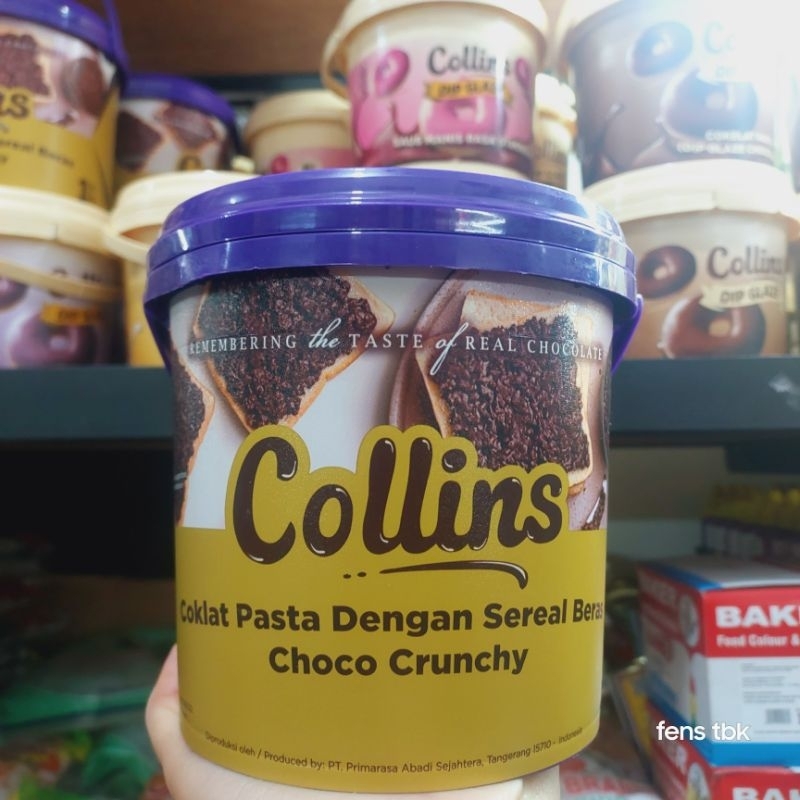 Collins
DIP GLAZE
REMEMBERING the TASTE of REAL CHOCOLATE
Collins
Coklat Pasta Dengan Sereal Beras
Choco Crunchy
Diproduksi oleh / Produced by: PT. Primarasa Abadi Sejahtera, Tangerang 15710 - Indonesia
Collins
DIP GLAZE
BAK
Food Colour &
fens tbk